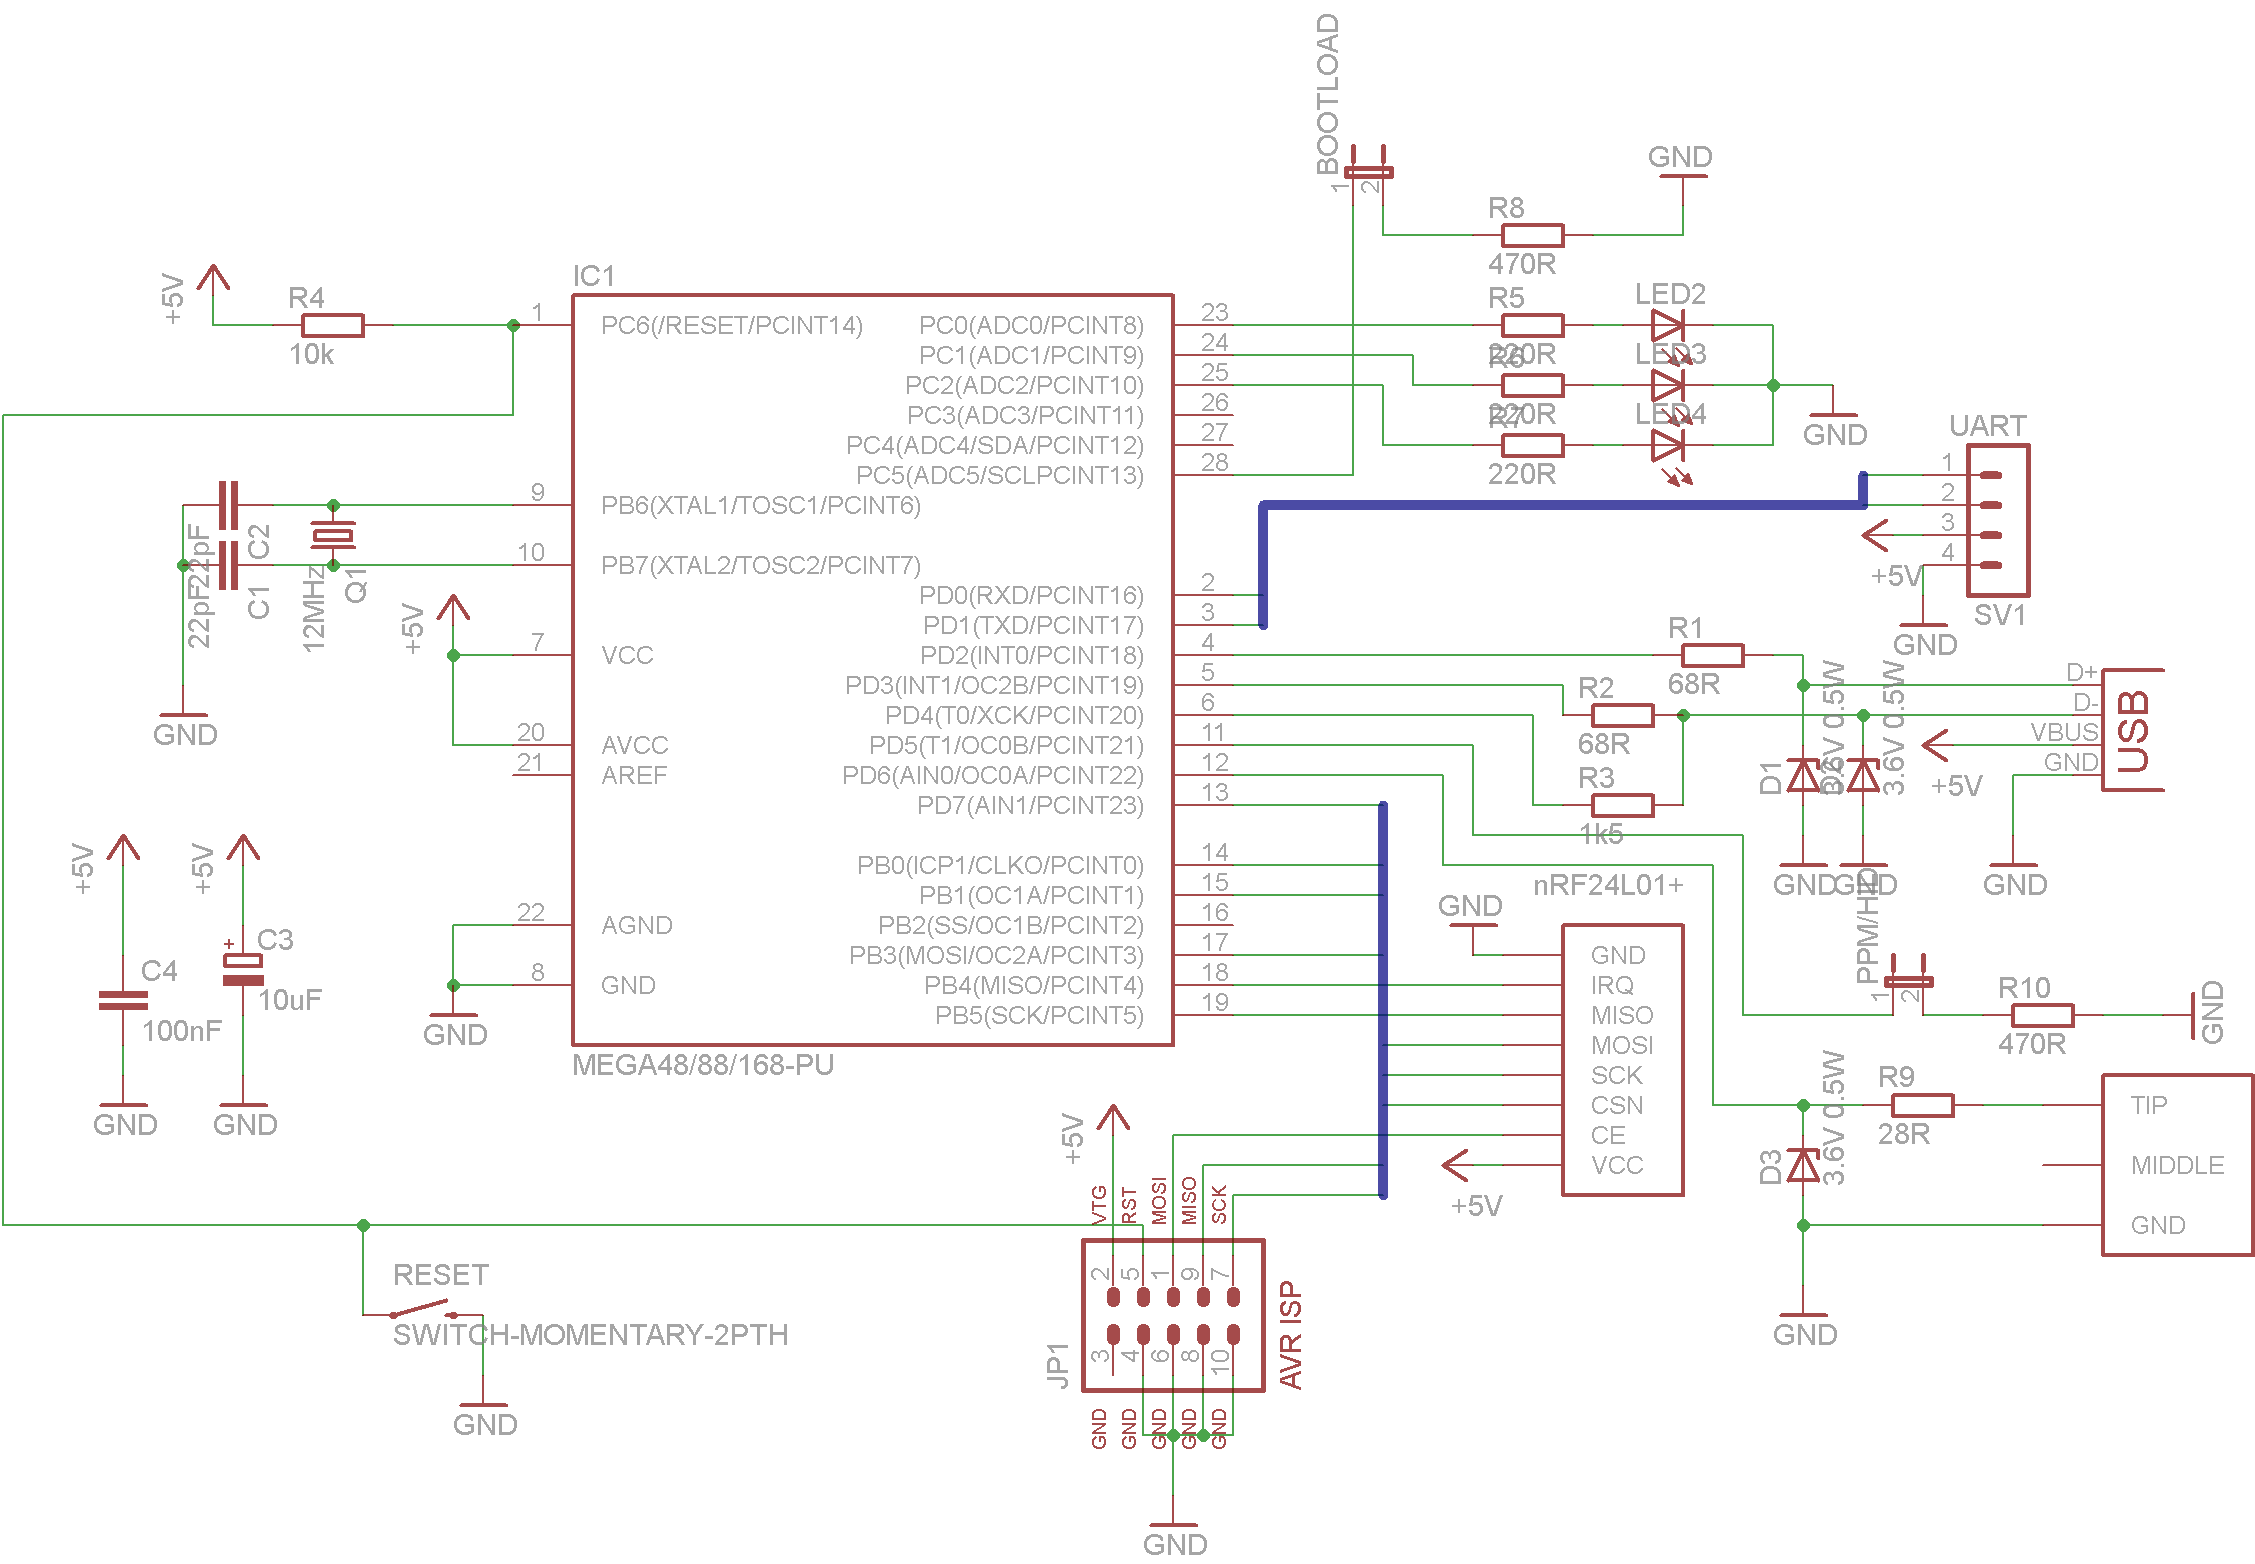 BOOTLOAD
1
2
GND
R8
470R
+5V
R4
10k
IC1
1
PC6(/RESET/PCINT14)
PC0(ADC0/PCINT8)
23
R5
220R
LED2
PC1(ADC1/PCINT9)
24
R6
220R
LED3
PC2(ADC2/PCINT10)
25
R7
220R
LED4
GND
PC3(ADC3/PCINT11)
26
PC4(ADC4/SDA/PCINT12)
27
PC5(ADC5/SCLPCINT13)
28
UART
1
2
3
4
+5V
SV1
GND
9
PB6(XTAL1/TOSC1/PCINT6)
10
PB7(XTAL2/TOSC2/PCINT7)
22pF
C2
22pF
C1
12MHz
Q1
GND
+5V
PD0(RXD/PCINT16)
2
PD1(TXD/PCINT17)
3
7
VCC
PD2(INT0/PCINT18)
4
R1
68R
PD3(INT1/OC2B/PCINT19)
5
R2
68R
PD4(T0/XCK/PCINT20)
6
R3
1k5
20
AVCC
PD5(T1/OC0B/PCINT21)
11
21
AREF
PD6(AIN0/OC0A/PCINT22)
12
PD7(AIN1/PCINT23)
13
D+
D-
VBUS
GND
USB
+5V
GND
D1
3.6V 0.5W
D2
3.6V 0.5W
GND
GND
PB0(ICP1/CLKO/PCINT0)
14
PB1(OC1A/PCINT1)
15
22
AGND
PB2(SS/OC1B/PCINT2)
16
PB3(MOSI/OC2A/PCINT3)
17
8
GND
PB4(MISO/PCINT4)
18
PB5(SCK/PCINT5)
19
GND
MEGA48/88/168-PU
+5V
C4
100nF
GND
+5V
+
C3
10uF
GND
nRF24L01+
GND
GND
IRQ
MISO
MOSI
SCK
CSN
CE
VCC
+5V
PPM/HID
1
2
R10
470R
GND
R9
28R
D3
3.6V 0.5W
TIP
MIDDLE
GND
GND
RESET
SWITCH-MOMENTARY-2PTH
GND
+5V
VTG
RST
MOSI
MISO
SCK
2
5
1
9
7
3
4
6
8
10
JP1
AVR ISP
GND
GND
GND
GND
GND
GND